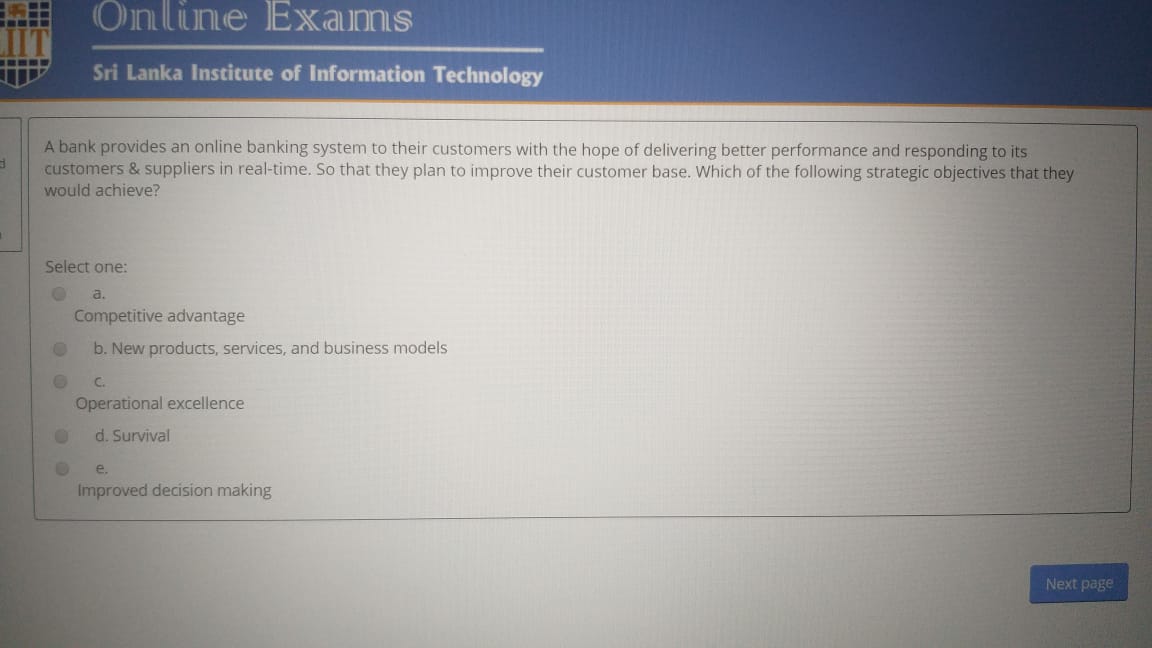 Online Exams
LIIT
Sri Lanka Institute of Information Technology
A bank provides an online banking system to their customers with the hope of delivering better performance and responding to its
customers & suppliers in real-time. So that they plan to improve their customer base. Which of the following strategic objectives that they
would achieve?
Select one:
a.
Competitive advantage
b. New products, services, and business models
c.
Operational excellence
d. Survival
e.
Improved decision making
Next page